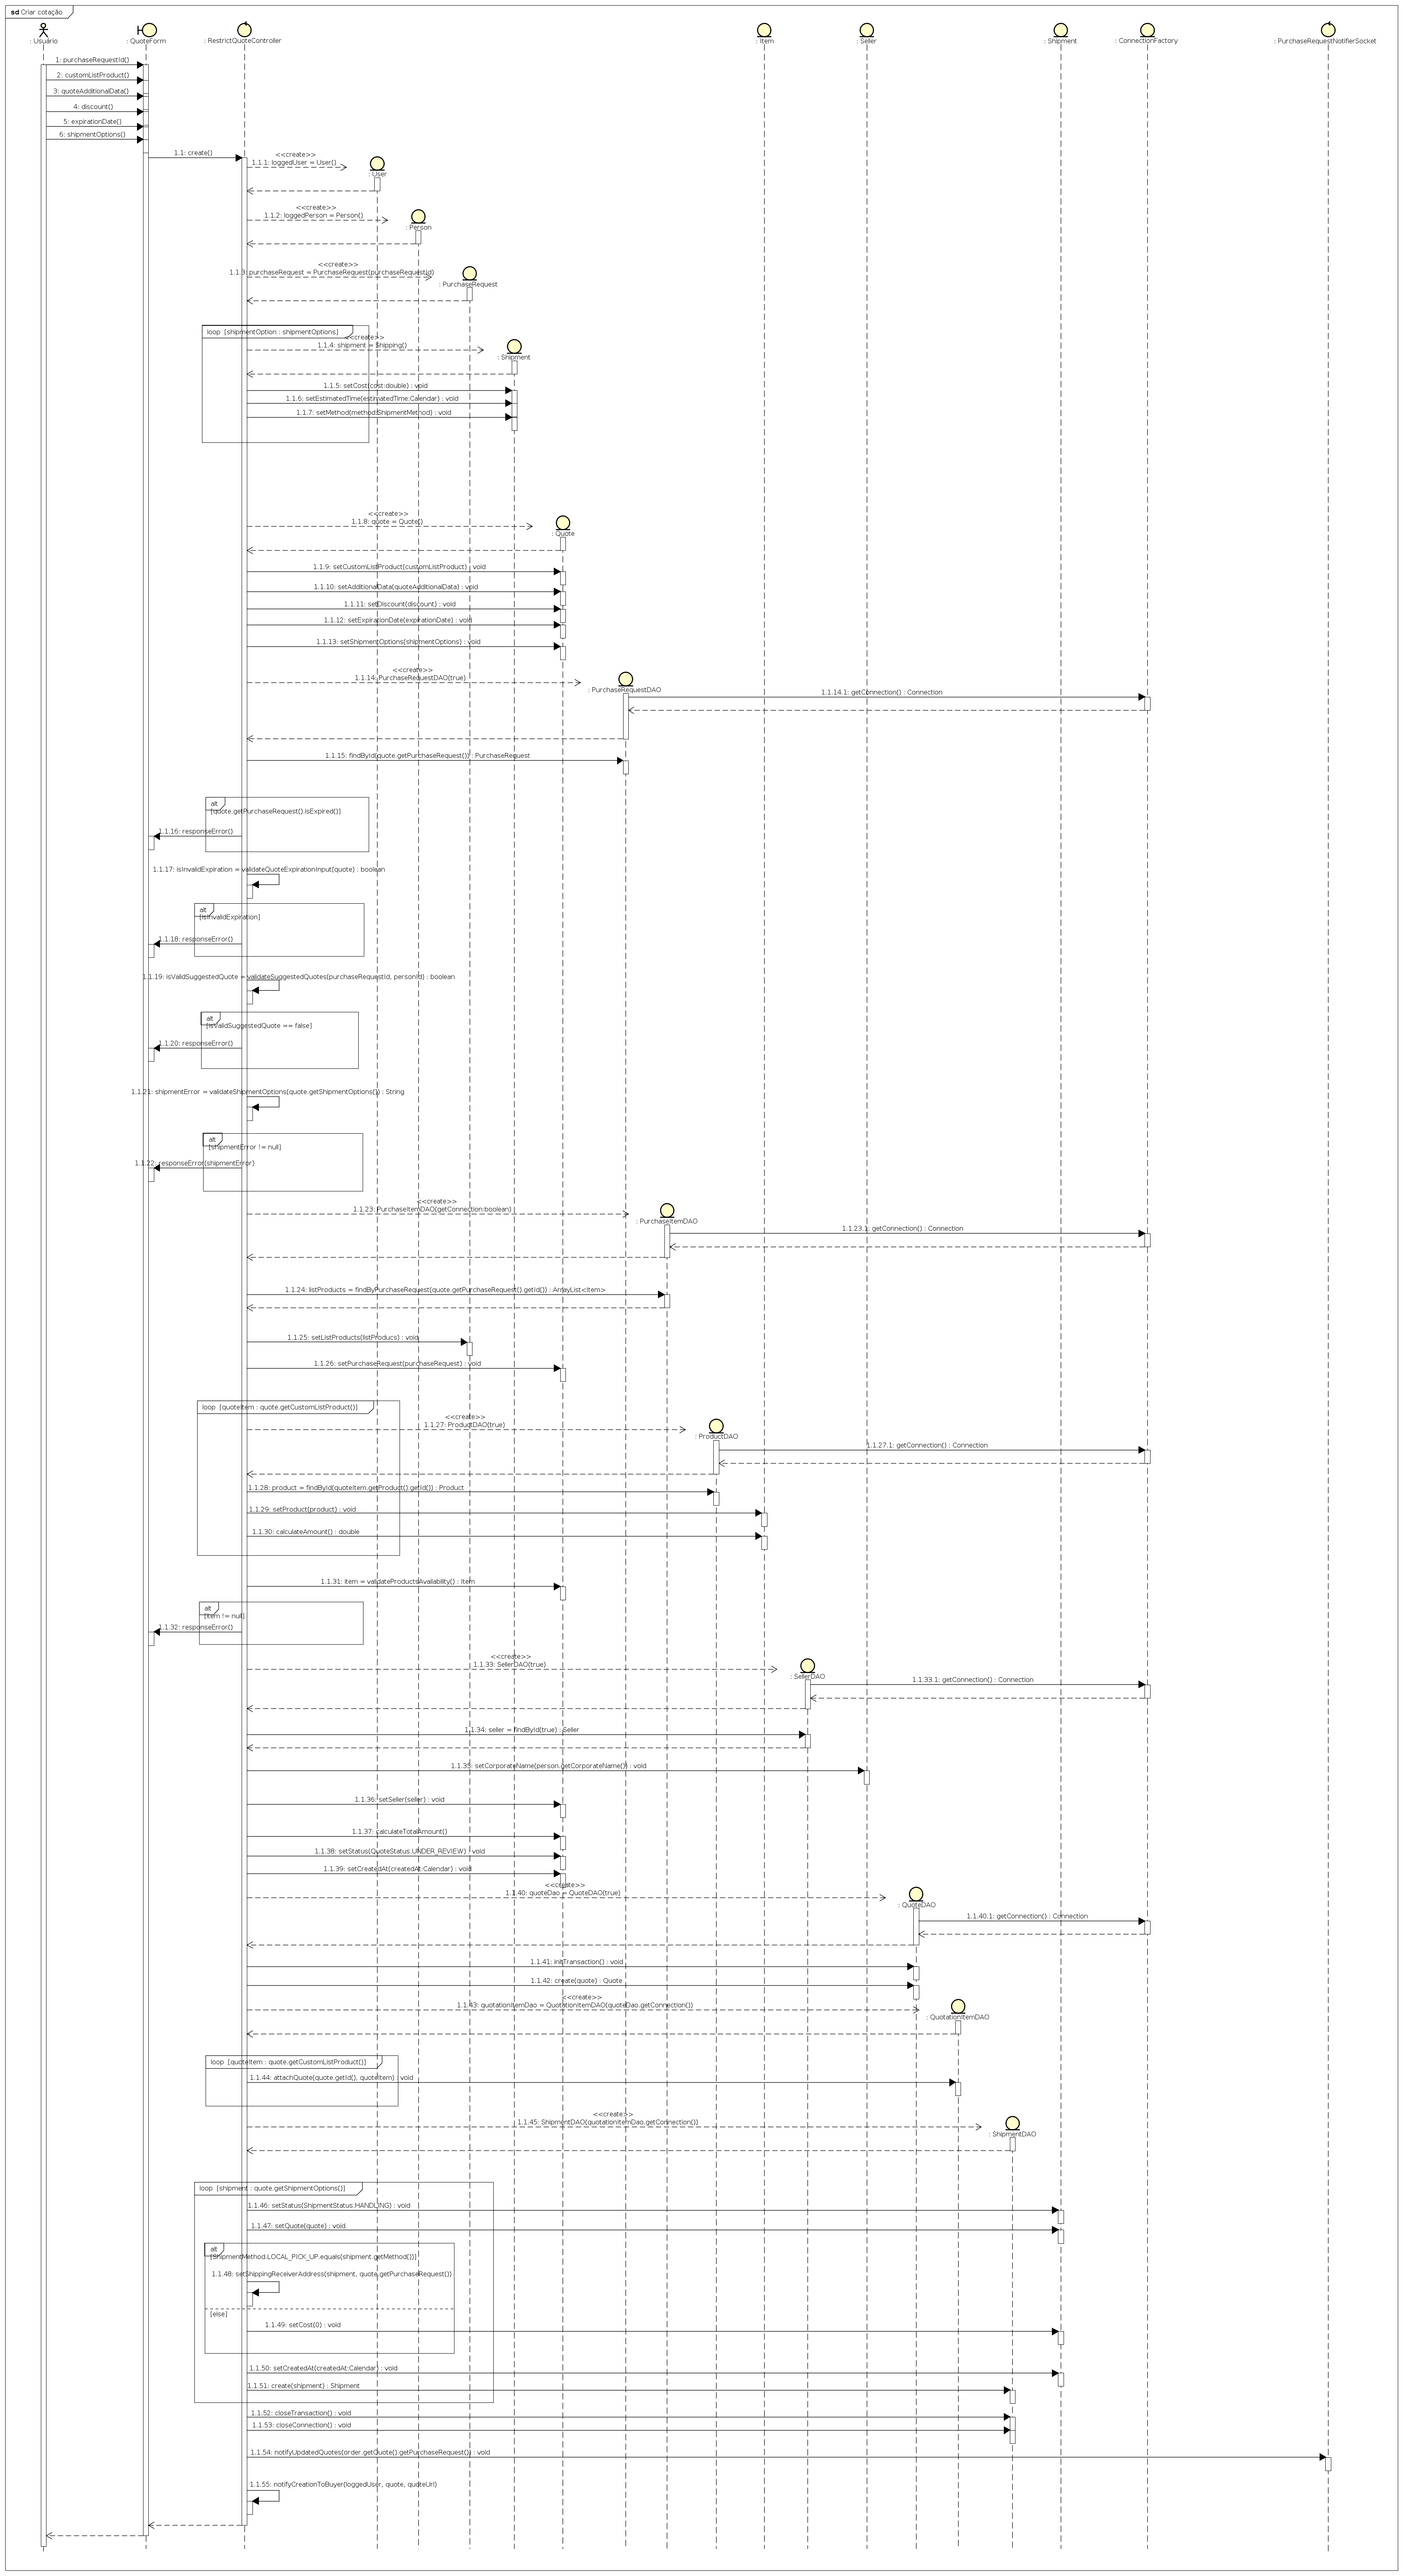 sd Criar cotação
: Usuário
: QuoteForm
: RestrictQuoteController
: Item
: Seller
: Shipment
: ConnectionFactory
: PurchaseRequestNotifierSocket
1: purchaseRequestId()
2: customListProduct()
3: quoteAdditionalData()
4: discount()
5: expirationDate()
6: shipmentOptions()
1.1: create()
<<create>>
1.1.1: loggedUser = User()
: User
<<create>>
1.1.2: loggedPerson = Person()
: Person
<<create>>
1.1.3: purchaseRequest = PurchaseRequest(purchaseRequestId)
: PurchaseRequest
loop [shipmentOption : shipmentOptions]
<<create>>
1.1.4: shipment = Shipping()
: Shipment
1.1.5: setCost(cost:double) : void
1.1.6: setEstimatedTime(estimatedTime:Calendar) : void
1.1.7: setMethod(method:ShipmentMethod) : void
<<create>>
1.1.8: quote = Quote()
: Quote
1.1.9: setCustomListProduct(customListProduct) : void
1.1.10: setAdditionalData(quoteAdditionalData) : void
1.1.11: setDiscount(discount) : void
1.1.12: setExpirationDate(expirationDate) : void
1.1.13: setShipmentOptions(shipmentOptions) : void
<<create>>
1.1.14: PurchaseRequestDAO(true)
: PurchaseRequestDAO
1.1.14.1: getConnection() : Connection
1.1.15: findById(quote.getPurchaseRequest()) : PurchaseRequest
alt
[quote.getPurchaseRequest().isExpired()]
1.1.16: responseError()
1.1.17: isInvalidExpiration = validateQuoteExpirationInput(quote) : boolean
alt
[isInvalidExpiration]
1.1.18: responseError()
1.1.19: isValidSuggestedQuote = validateSuggestedQuotes(purchaseRequestId, personId) : boolean
alt
[isValidSuggestedQuote == false]
1.1.20: responseError()
1.1.21: shipmentError = validateShipmentOptions(quote.getShipmentOptions()) : String
alt
[shipmentError != null]
1.1.22: responseError(shipmentError)
<<create>>
1.1.23: PurchaseItemDAO(getConnection:boolean)
: PurchaseItemDAO
1.1.23.1: getConnection() : Connection
1.1.24: listProducts = findByPurchaseRequest(quote.getPurchaseRequest().getId()) : ArrayList<Item>
1.1.25: setListProducts(listProducs) : void
1.1.26: setPurchaseRequest(purchaseRequest) : void
loop [quoteItem : quote.getCustomListProduct()]
<<create>>
1.1.27: ProductDAO(true)
: ProductDAO
1.1.27.1: getConnection() : Connection
1.1.28: product = findById(quoteItem.getProduct().getId()) : Product
1.1.29: setProduct(product) : void
1.1.30: calculateAmount() : double
1.1.31: item = validateProductsAvailability() : Item
alt
[item != null]
1.1.32: responseError()
<<create>>
1.1.33: SellerDAO(true)
: SellerDAO
1.1.33.1: getConnection() : Connection
1.1.34: seller = findById(true) : Seller
1.1.35: setCorporateName(person.getCorporateName()) : void
1.1.36: setSeller(seller) : void
1.1.37: calculateTotalAmount()
1.1.38: setStatus(QuoteStatus.UNDER_REVIEW) : void
1.1.39: setCreatedAt(createdAt:Calendar) : void
<<create>>
1.1.40: quoteDao = QuoteDAO(true)
: QuoteDAO
1.1.40.1: getConnection() : Connection
1.1.41: initTransaction() : void
1.1.42: create(quote) : Quote
<<create>>
1.1.43: quotationItemDao = QuotationItemDAO(quoteDao.getConnection())
: QuotationItemDAO
loop [quoteItem : quote.getCustomListProduct()]
1.1.44: attachQuote(quote.getId(), quoteItem) : void
<<create>>
1.1.45: ShipmentDAO(quotationItemDao.getConnection())
: ShipmentDAO
loop [shipment : quote.getShipmentOptions()]
1.1.46: setStatus(ShipmentStatus.HANDLING) : void
1.1.47: setQuote(quote) : void
alt
[ShipmentMethod.LOCAL_PICK_UP.equals(shipment.getMethod())]
1.1.48: setShippingReceiverAddress(shipment, quote.getPurchaseRequest())
[else]
1.1.49: setCost(0) : void
1.1.50: setCreatedAt(createdAt:Calendar) : void
1.1.51: create(shipment) : Shipment
1.1.52: closeTransaction() : void
1.1.53: closeConnection() : void
1.1.54: notifyUpdatedQuotes(order.getQuote().getPurchaseRequest()) : void
1.1.55: notifyCreationToBuyer(loggedUser, quote, quoteUrl)